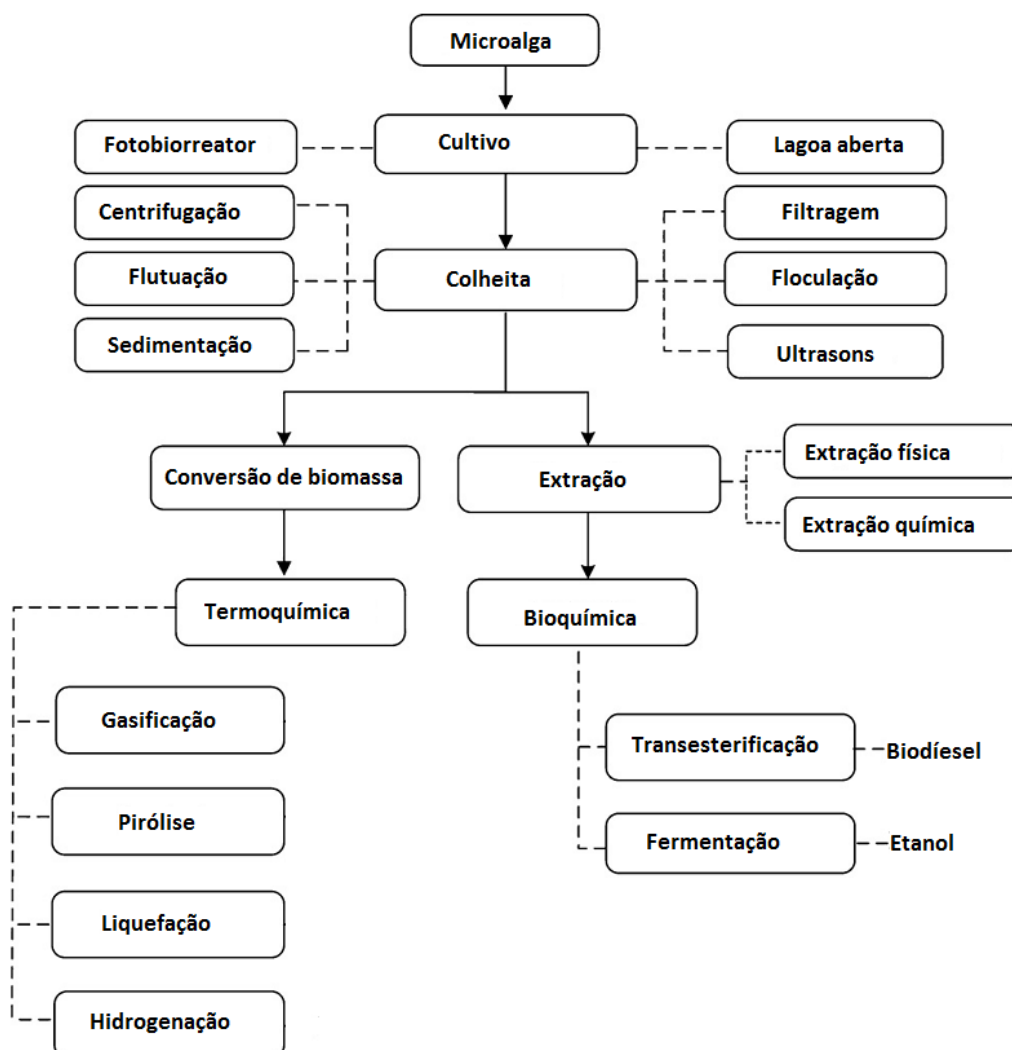 Microalga
Fotobiorreator
Cultivo
Lagoa aberta
Centrifugação
Filtragem
Flutuação
Colheita
Floculação
Sedimentação
Ultrasons
Conversão de biomassa
Extração
Extração física
Extração química
Termoquímica
Bioquímica
Gasificação
Transesterificação
Biodíesel
Pirólise
Fermentação
Etanol
Liquefação
Hidrogenação